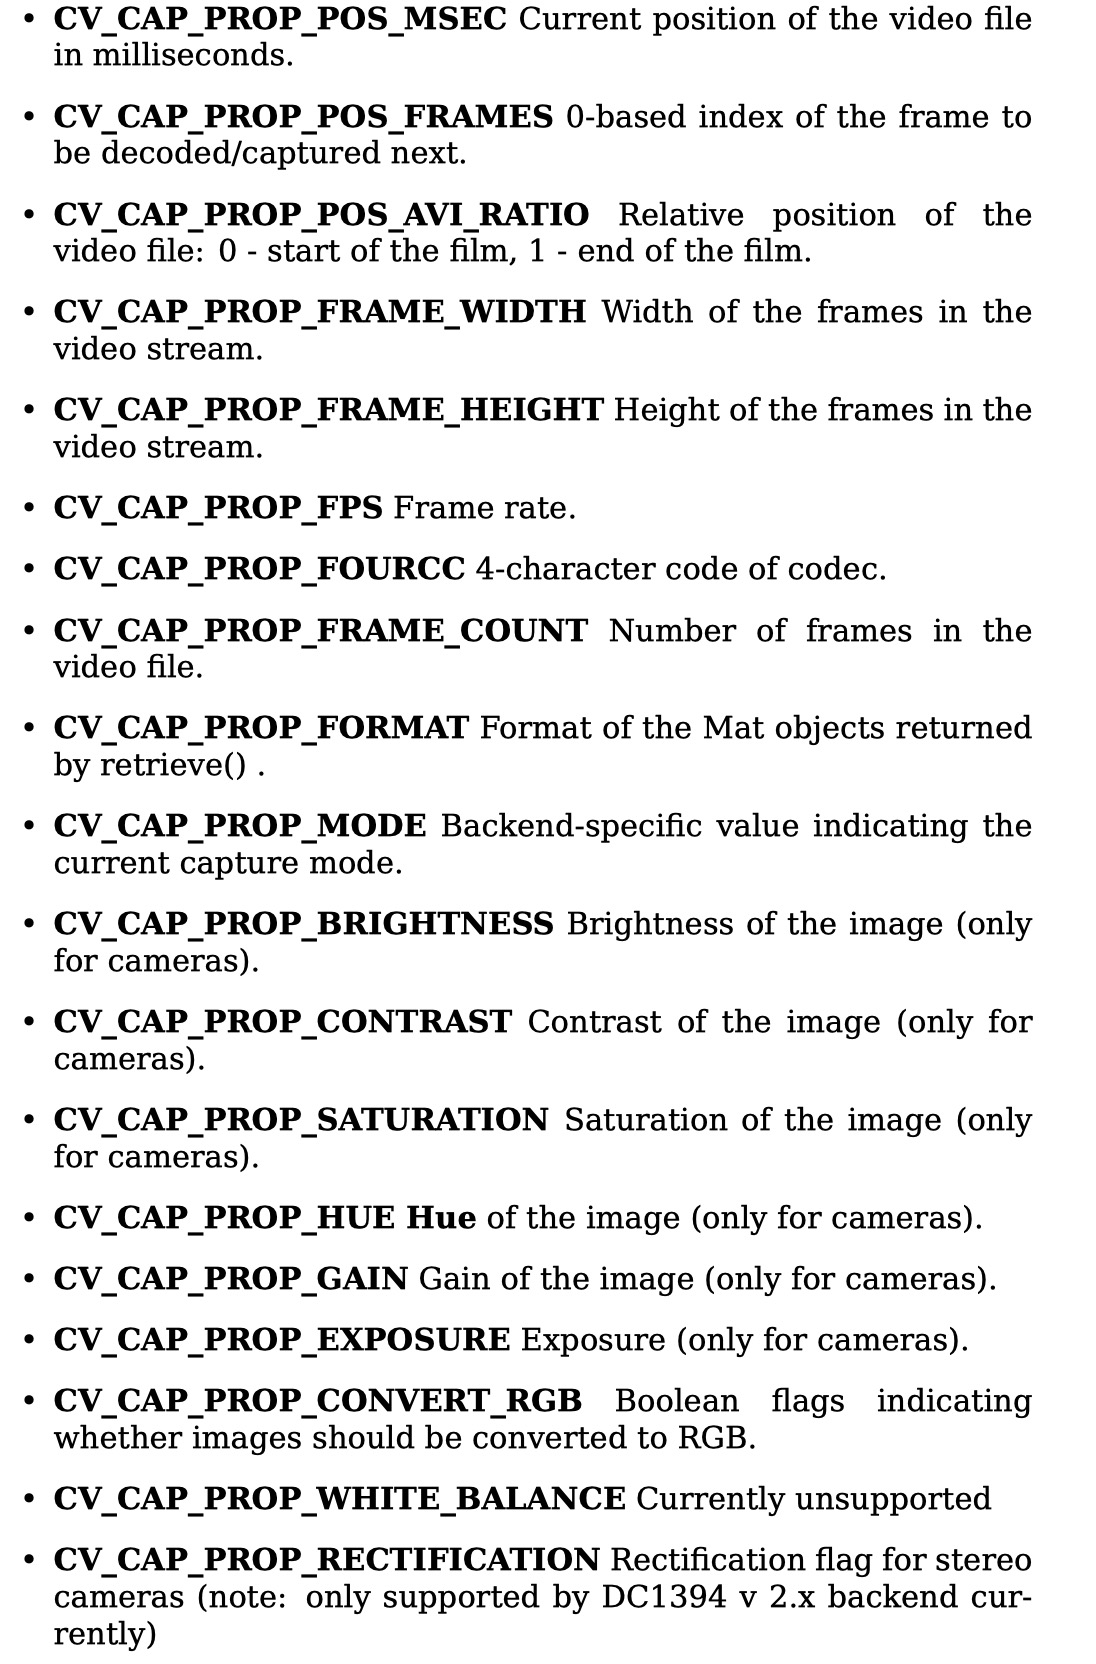 • CV_CAP_PROP_POS_MSEC Current position of the video file
in milliseconds.
• CV_CAP_PROP_POS_FRAMES 0-based index of the frame to
be decoded/captured next.
• CV_CAP_PROP_POS_AVI_RATIO Relative position of the
video file: 0 - start of the film, 1 - end of the film.
• CV_CAP_PROP_FRAME_WIDTH Width of the frames in the
video stream.
• CV_CAP_PROP_FRAME_HEIGHT Height of the frames in the
video stream.
• CV_CAP_PROP_FPS Frame rate.
• CV_CAP_PROP_FOURCC 4-character code of codec.
• CV_CAP_PROP_FRAME_COUNT Number of frames in the
video file.
• CV_CAP_PROP_FORMAT Format of the Mat objects returned
by retrieve() .
• CV_CAP_PROP_MODE Backend-specific value indicating the
current capture mode.
• CV_CAP_PROP_BRIGHTNESS Brightness of the image (only
for cameras).
• CV_CAP_PROP_CONTRAST Contrast of the image (only for
cameras).
• CV_CAP_PROP_SATURATION Saturation of the image (only
for cameras).
• CV_CAP_PROP_HUE Hue of the image (only for cameras).
• CV_CAP_PROP_GAIN Gain of the image (only for cameras).
• CV_CAP_PROP_EXPOSURE Exposure (only for cameras).
• CV_CAP_PROP_CONVERT_RGB Boolean flags indicating
whether images should be converted to RGB.
• CV_CAP_PROP_WHITE_BALANCE Currently unsupported
• CV_CAP_PROP_RECTIFICATION Rectification flag for stereo
cameras (note: only supported by DC1394 v 2.x backend cur-
rently)